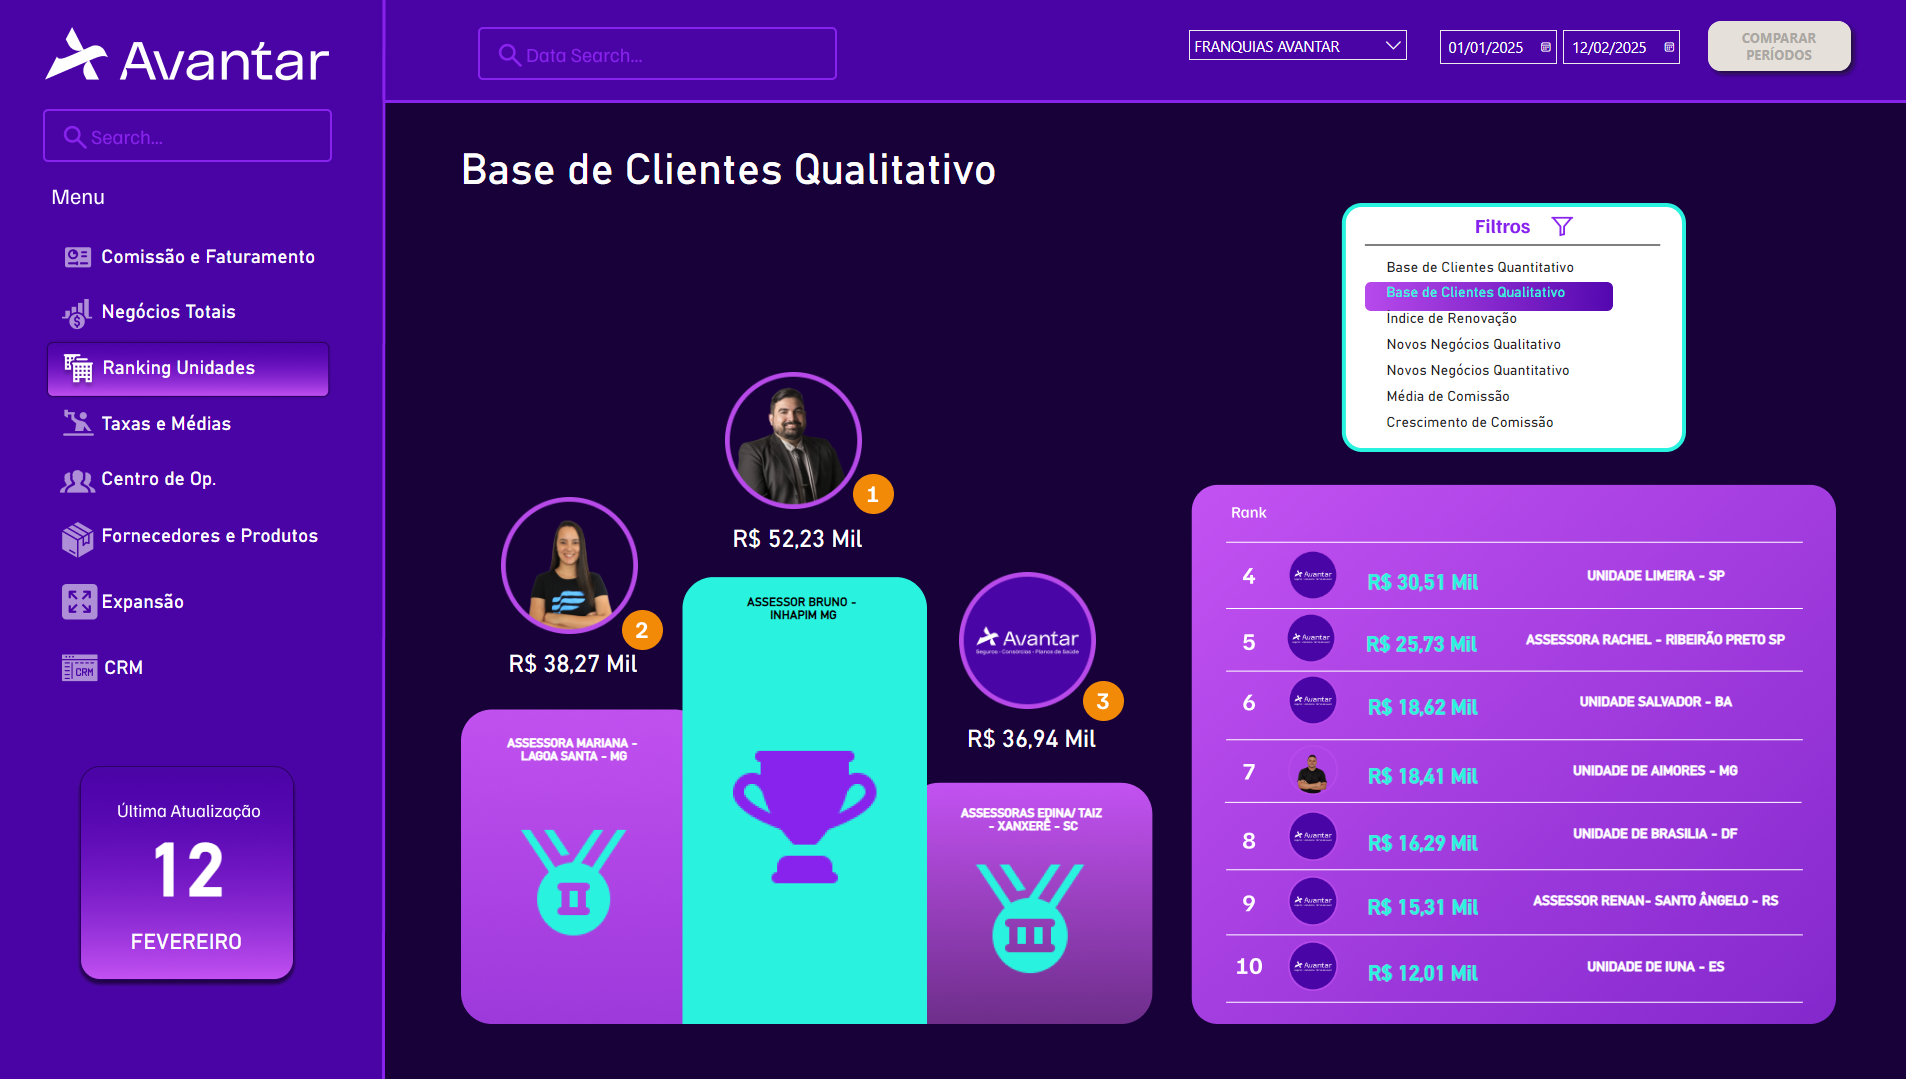 Avantar
Search...
Menu
Comissão e Faturamento
Negócios Totais
Ranking Unidades
Taxas e Médias
Centro de Op.
Fornecedores e Produtos
Expansão
CRM
CRM
Última Atualização
12
FEVEREIRO
Data Search...
FRANQUIAS AVANTAR
01/01/2025
12/02/2025
COMPARAR
PERÍODOS
Base de Clientes Qualitativo
Filtros
Base de Clientes Quantitativo
Base de Clientes Qualitativo
Indice de Renovação
Novos Negócios Qualitativo
Novos Negócios Quantitativo
Média de Comissão
Crescimento de Comissão
1
R$ 52,23 Mil
ASSESSOR BRUNO -
INHAPIM MG
2
R$ 38,27 Mil
ASSESSORA MARIANA -
LAGOA SANTA - MG
II
Avantar
Seguros - Consórcios - Planos de Saúde
3
R$ 36,94 Mil
ASSESSORAS EDINA/ TAIZ
- XANXERÊ - SC
III
Rank
4 Avantar R$ 30,51 Mil UNIDADE LIMEIRA - SP
5 Avantar R$ 25,73 Mil ASSESSORA RACHEL - RIBEIRÃO PRETO SP
6 Avantar R$ 18,62 Mil UNIDADE SALVADOR - BA
7 R$ 18,41 Mil UNIDADE DE AIMORES - MG
8 Avantar R$ 16,29 Mil UNIDADE DE BRASILIA - DF
9 Avantar R$ 15,31 Mil ASSESSOR RENAN- SANTO ÂNGELO - RS
10 Avantar R$ 12,01 Mil UNIDADE DE IUNA - ES